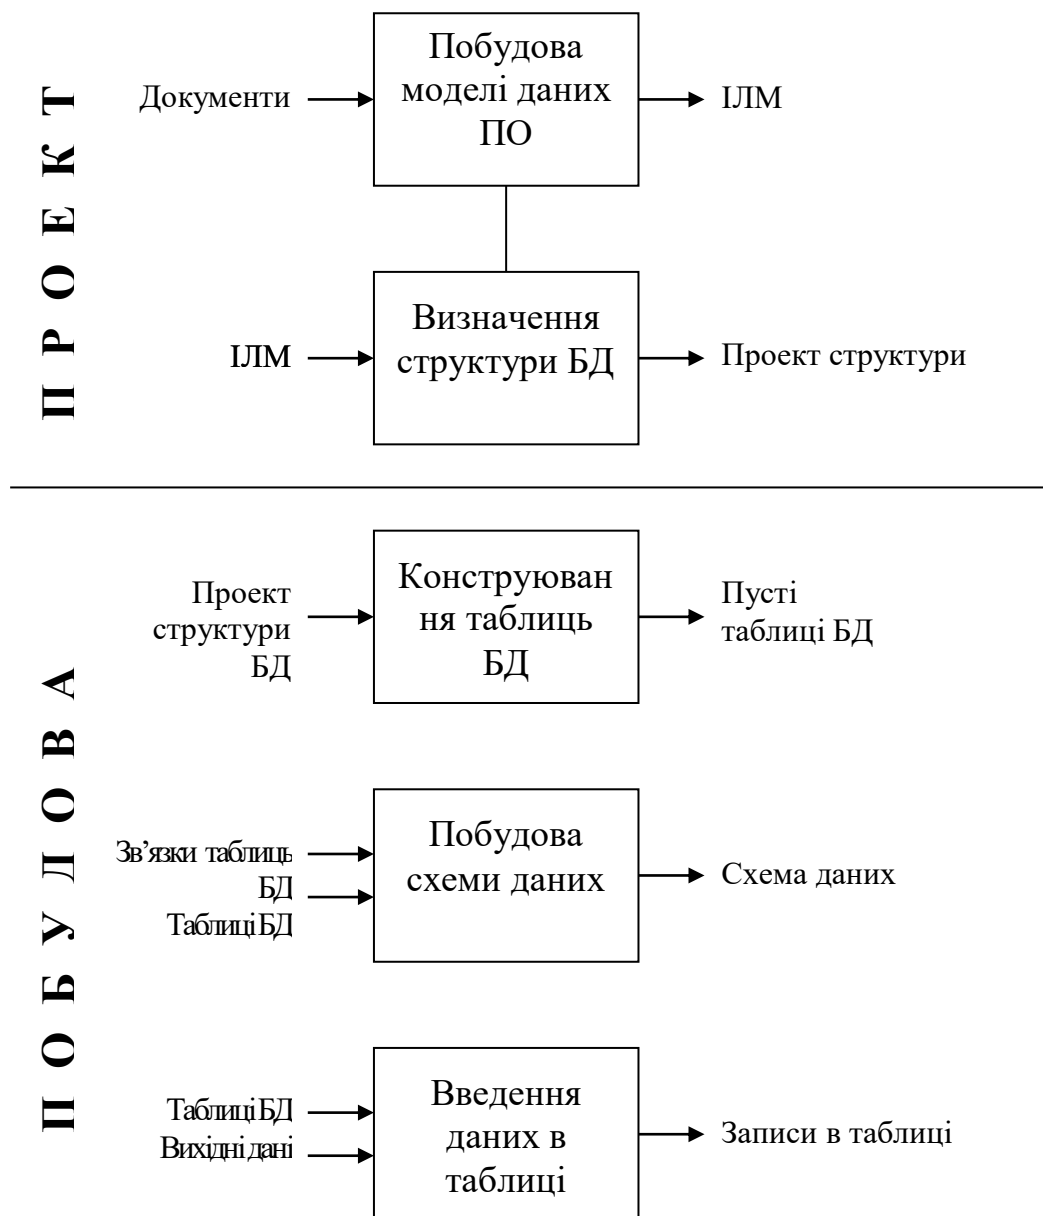 П Р О Е К Т
Документи
Побудова
моделі даних
ПО
ІЛМ
ІЛМ
Визначення
структури БД
Проект структури
П О Б У Д О В А
Проект
структури
БД
Конструюван
ня таблиць
БД
Пусті
таблиці БД
Зв’язки таблиць
БД
Таблиці БД
Побудова
схеми даних
Схема даних
Таблиці БД
Вихідні дані
Введення
даних в
таблиці
Записи в таблиці